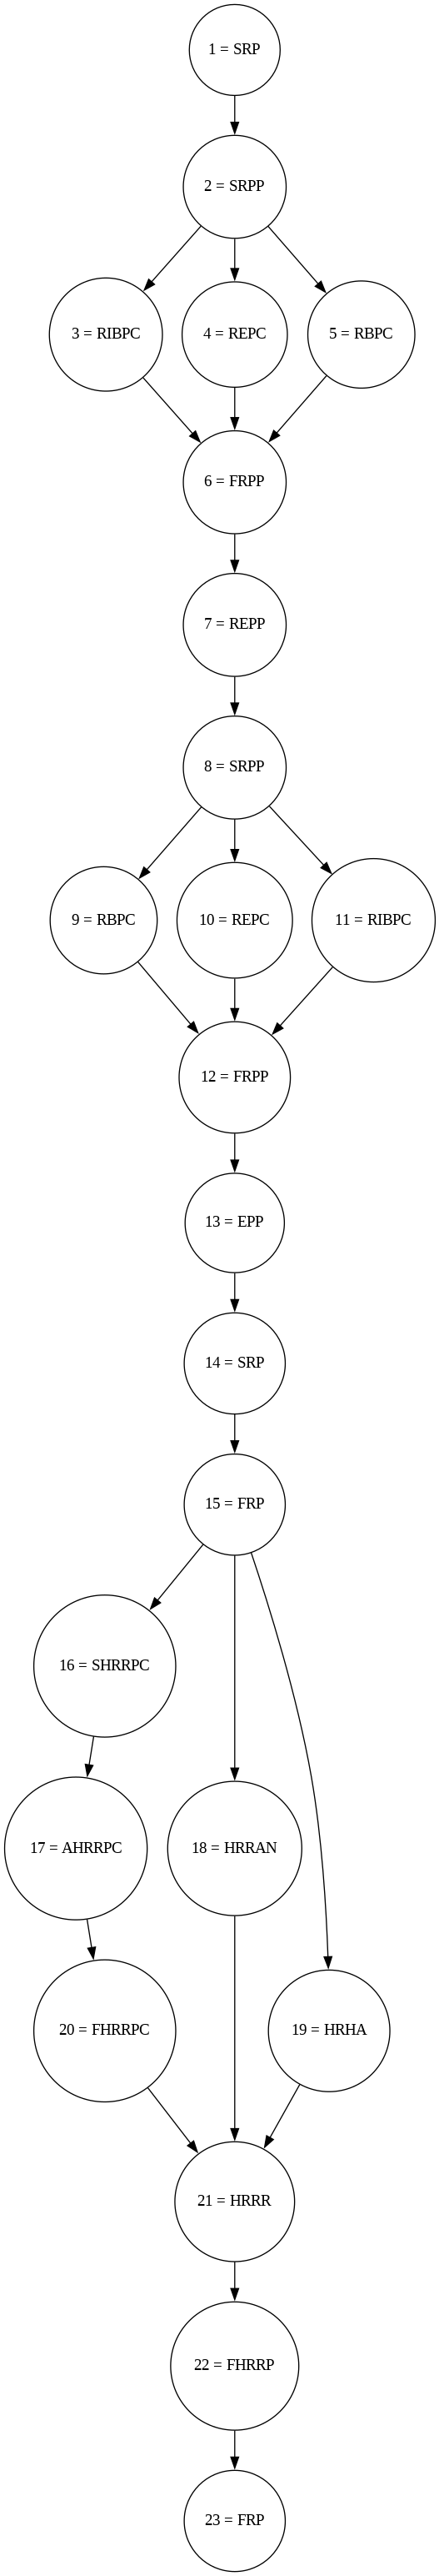 1 = SRP
2 = SRPP
3 = RIBPC
4 = REPC
5 = RBPC
6 = FRPP
7 = REPP
8 = SRPP
9 = RBPC
10 = REPC
11 = RIBPC
12 = FRPP
13 = EPP
14 = SRP
15 = FRP
16 = SHRRPC
17 = AHRRPC
18 = HRRAN
20 = FHRRPC
19 = HRHA
21 = HRRR
22 = FHRRP
23 = FRP